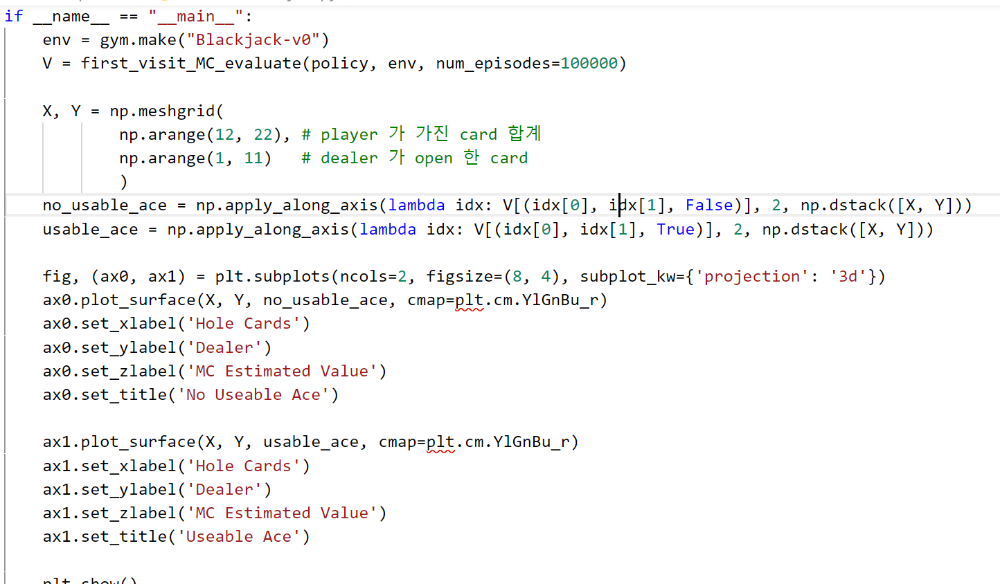 if __name__ == "__main__":
env = gym.make("Blackjack-v0")
V = first_visit_MC_evaluate(policy, env, num_episodes=100000)
X, Y = np.meshgrid(
np.arange(12, 22), # player 가 가진 card 합계
np.arange(1, 11) # dealer 가 open 한 card
)
no_usable_ace = np.apply_along_axis(lambda idx: V[(idx[0], idx[1], False)], 2, np.dstack([X, Y]))
usable_ace = np.apply_along_axis(lambda idx: V[(idx[0], idx[1], True)], 2, np.dstack([X, Y]))
fig, (ax0, ax1) = plt.subplots(ncols=2, figsize=(8, 4), subplot_kw={'projection': '3d'})
ax0.plot_surface(X, Y, no_usable_ace, cmap=plt.cm.YlGnBu_r)
ax0.set_xlabel('Hole Cards')
ax0.set_ylabel('Dealer')
ax0.set_zlabel('MC Estimated Value')
ax0.set_title('No Useable Ace')
ax1.plot_surface(X, Y, usable_ace, cmap=plt.cm.YlGnBu_r)
ax1.set_xlabel('Hole Cards')
ax1.set_ylabel('Dealer')
ax1.set_zlabel('MC Estimated Value')
ax1.set_title('Useable Ace')
plt.show()